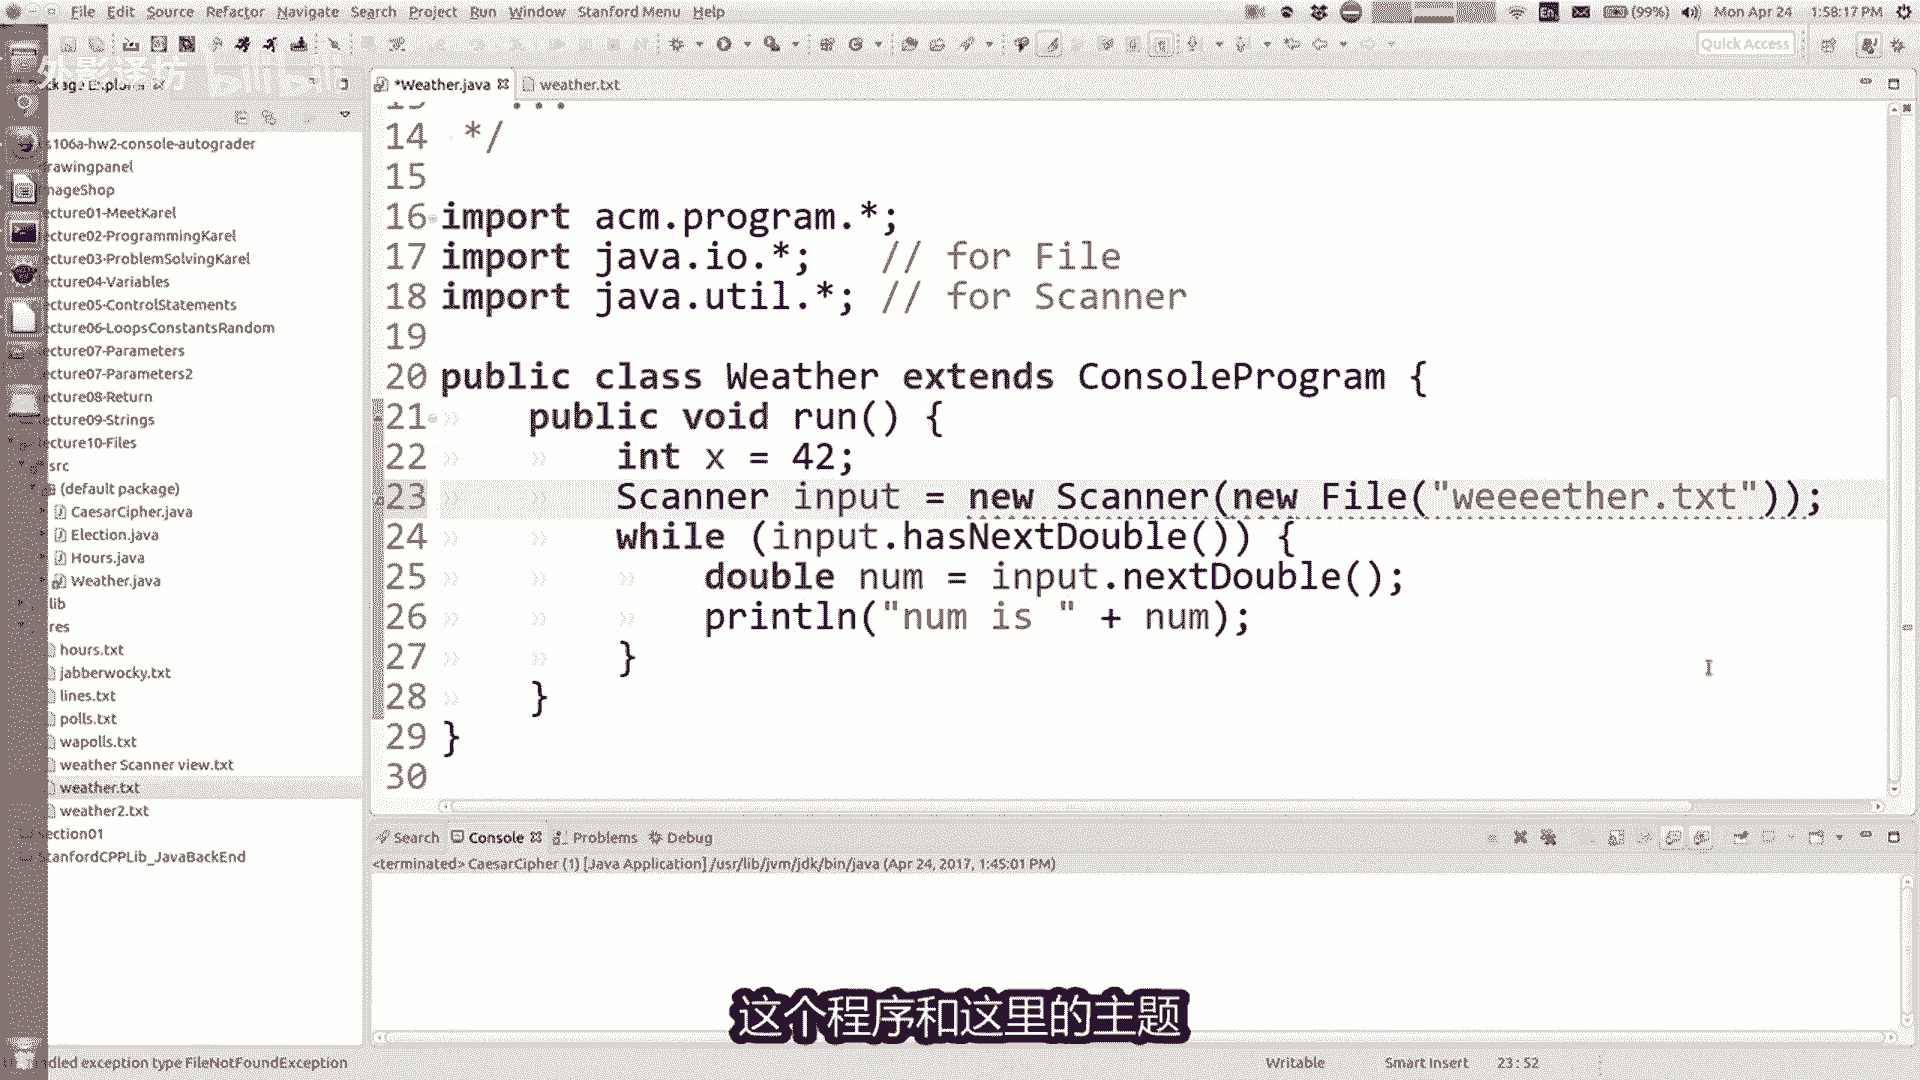 File Edit Source Refactor Navigate Search Project Run Window Stanford Menu Help
En (99%) Mon Apr 24 1:58:17 PM
Quick Access
外影译坊 bilibili
*Weather.java weather.txt
s106a-hw2-console-autograder
rawingpanel
mageShop
ecture01-MeetKarel
ecture02-ProgrammingKarel
ecture03-ProblemSolvingKarel
ecture04-Variables
ecture05-ControlStatements
ecture06-LoopsConstantsRandom
ecture07-Parameters
ecture07-Parameters2
ecture08-Return
ecture09-Strings
ecture10-Files
src
(default package)
CaesarCipher.java
Election.java
Hours.java
Weather.java
lib
res
hours.txt
jabberwocky.txt
lines.txt
polls.txt
wapolls.txt
weather Scanner view.txt
weather.txt
weather2.txt
section01
StanfordCPPLib_JavaBackEnd
...
14 */
15
16 import acm.program.*;
17 import java.io.*; // for File
18 import java.util.*; // for Scanner
19
20 public class Weather extends ConsoleProgram {
21 public void run() {
22 int x = 42;
23 Scanner input = new Scanner(new File("weeeether.txt"));
24 while (input.hasNextDouble()) {
25 double num = input.nextDouble();
26 println("num is " + num);
27 }
28 }
29 }
30
Search Console Problems Debug
<terminated> CaesarCipher (1) [Java Application] /usr/lib/jvm/jdk/bin/java (Apr 24, 2017, 1:45:01 PM)
这个程序和这里的主题
ndled exception type FileNotFoundException
Writable Smart Insert 23 : 52